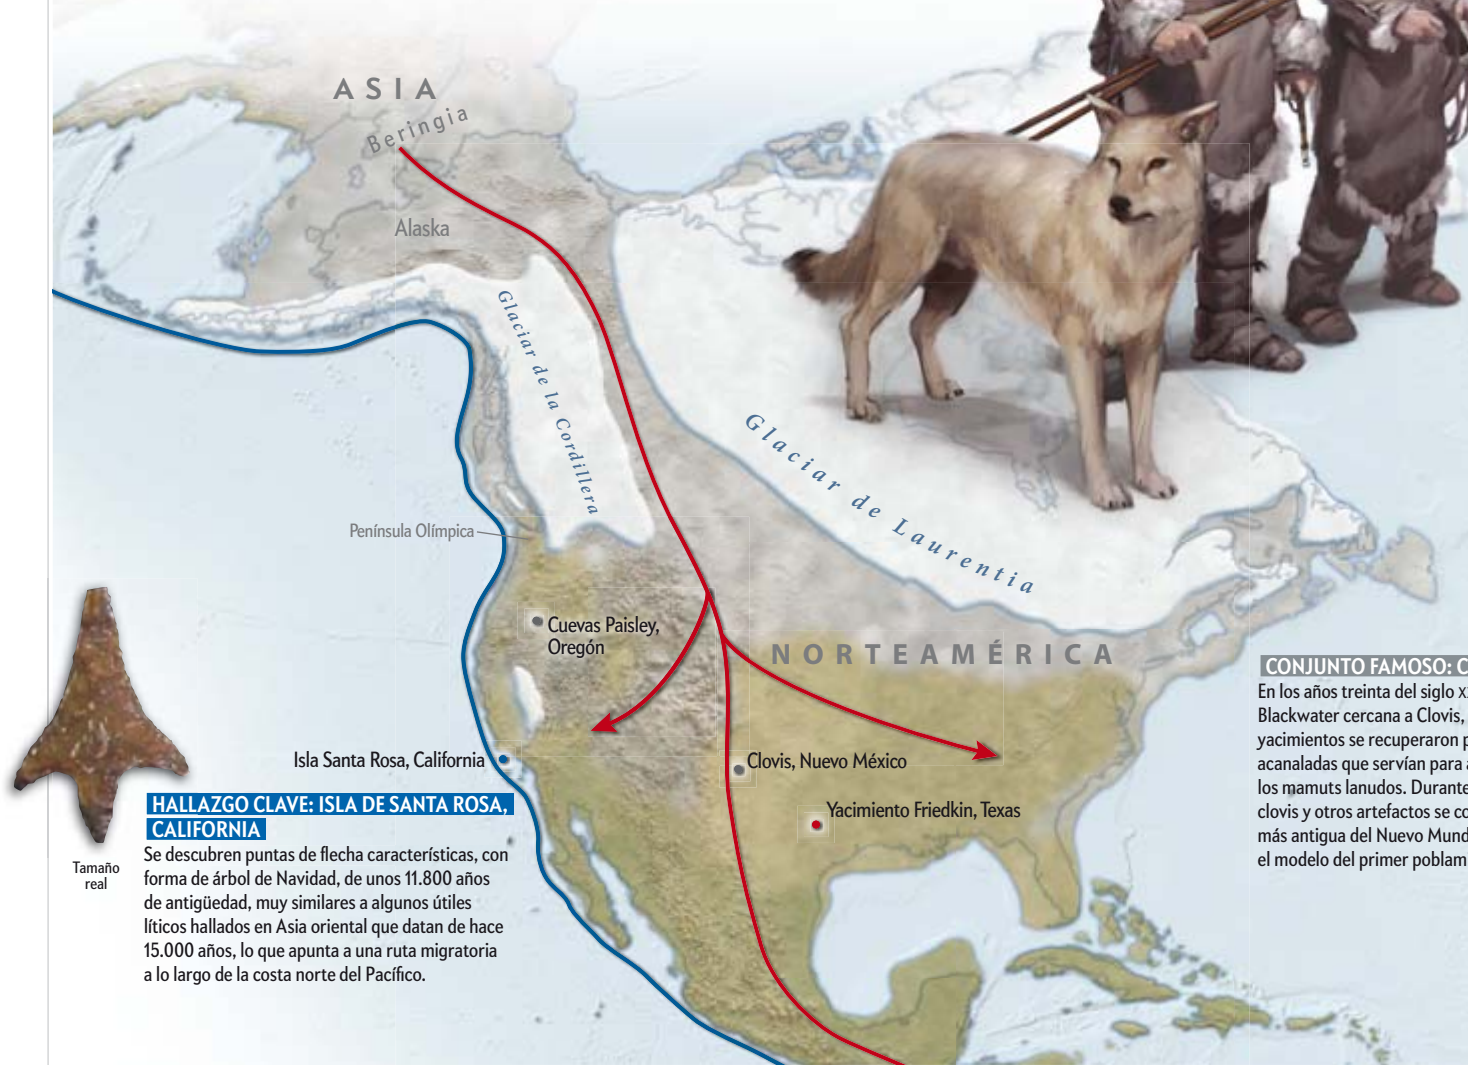 ASIA
Beringia
Alaska
Glaciar de la Cordillera
Glaciar de Laurentia
Península Olímpica
Cuevas Paisley,
Oregón
NORTEAMÉRICA
Isla Santa Rosa, California
Clovis, Nuevo México
Yacimiento Friedkin, Texas
Tamaño
real
HALLAZGO CLAVE: ISLA DE SANTA ROSA,
CALIFORNIA
Se descubren puntas de flecha características, con
forma de árbol de Navidad, de unos 11.800 años
de antigüedad, muy similares a algunos útiles
líticos hallados en Asia oriental que datan de hace
15.000 años, lo que apunta a una ruta migratoria
a lo largo de la costa norte del Pacífico.
CONJUNTO FAMOSO:
En los años treinta del siglo
Blackwater cercana a Clovis,
yacimientos se recuperaron
acanaladas que servían para
los mamuts lanudos. Durante
clovis y otros artefactos se
más antigua del Nuevo
el modelo del primer